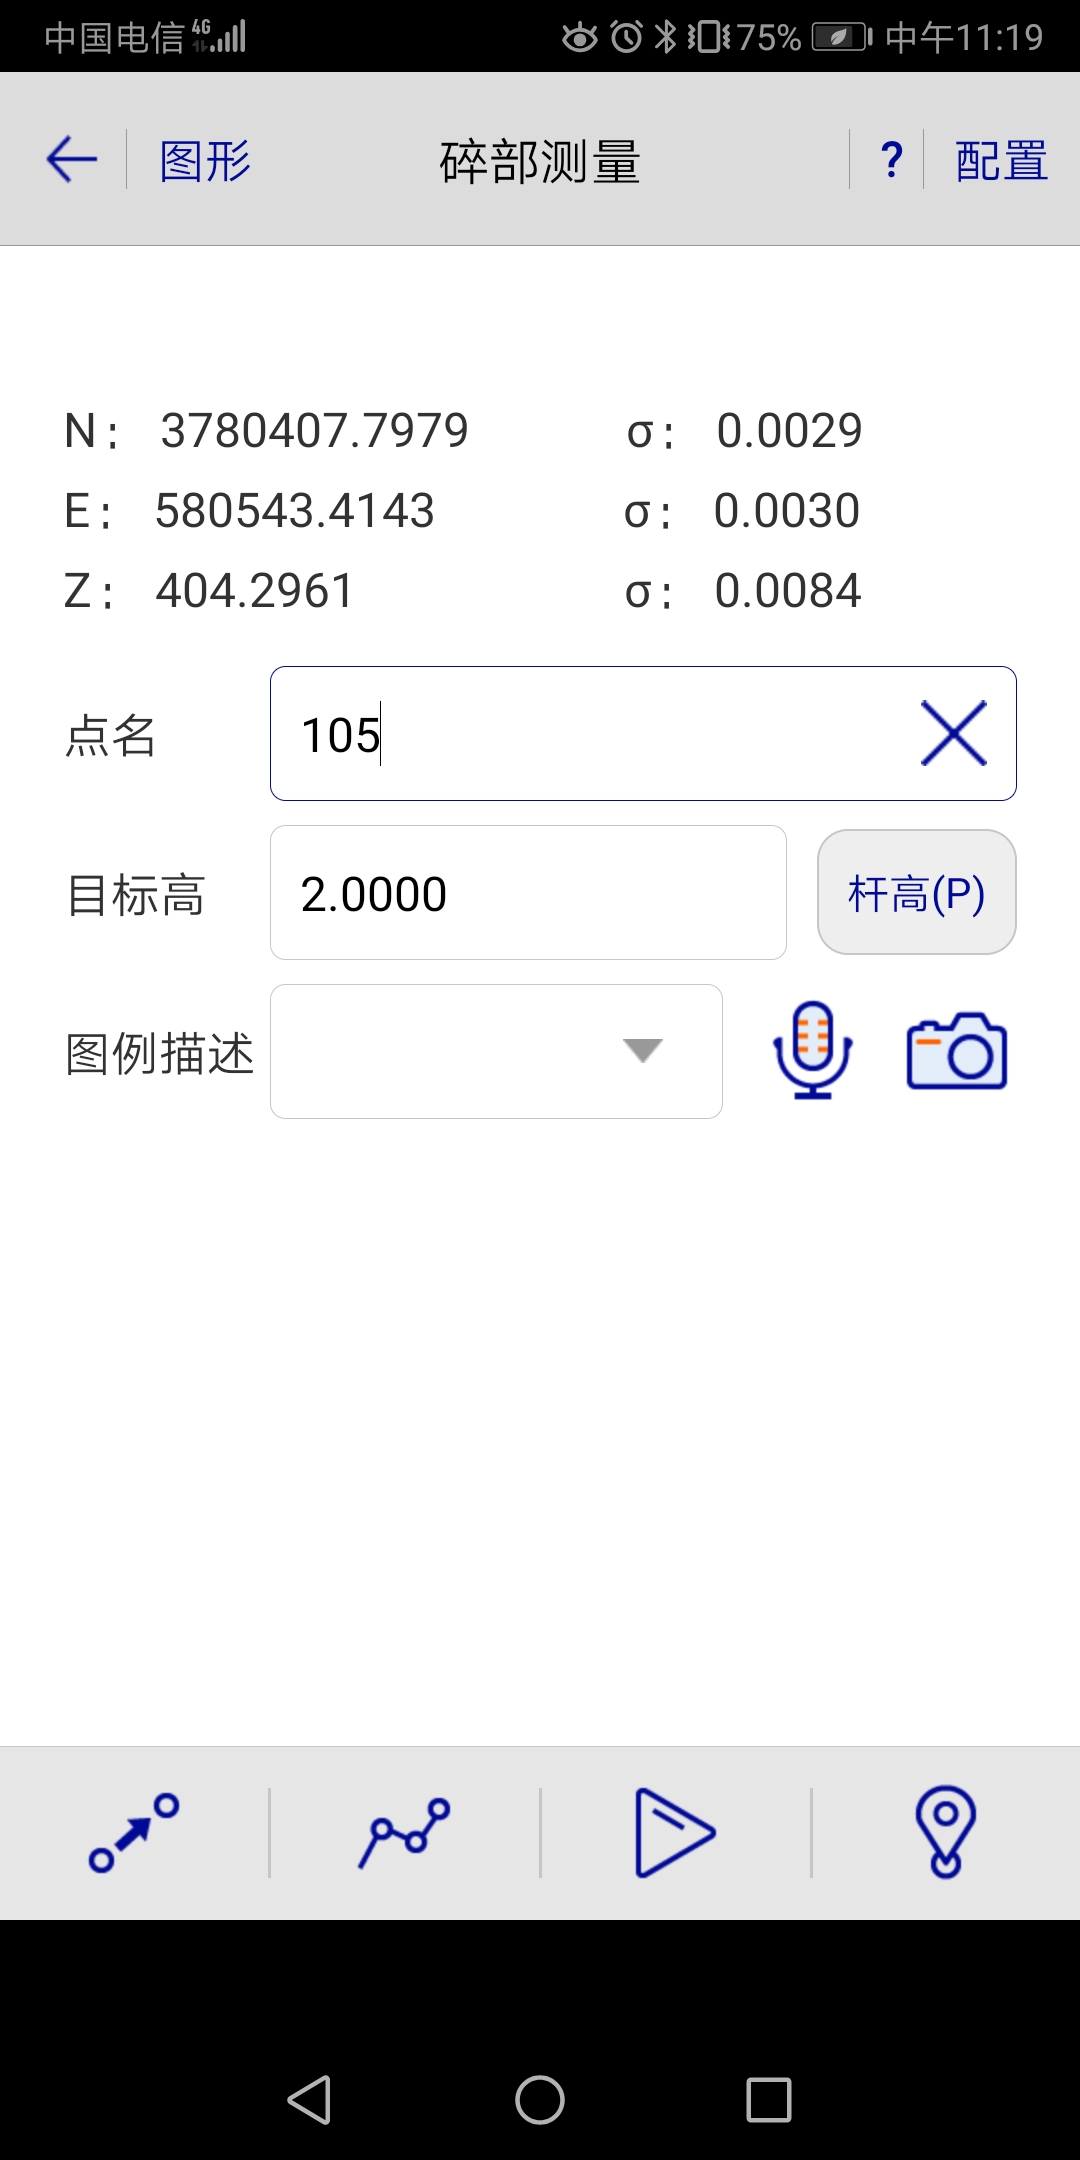 中国电信 4G 75% 中午11:19
图形 碎部测量 ? 配置
N: 3780407.7979 σ: 0.0029
E: 580543.4143 σ: 0.0030
Z: 404.2961 σ: 0.0084
点名 105
目标高 2.0000 杆高(P)
图例描述